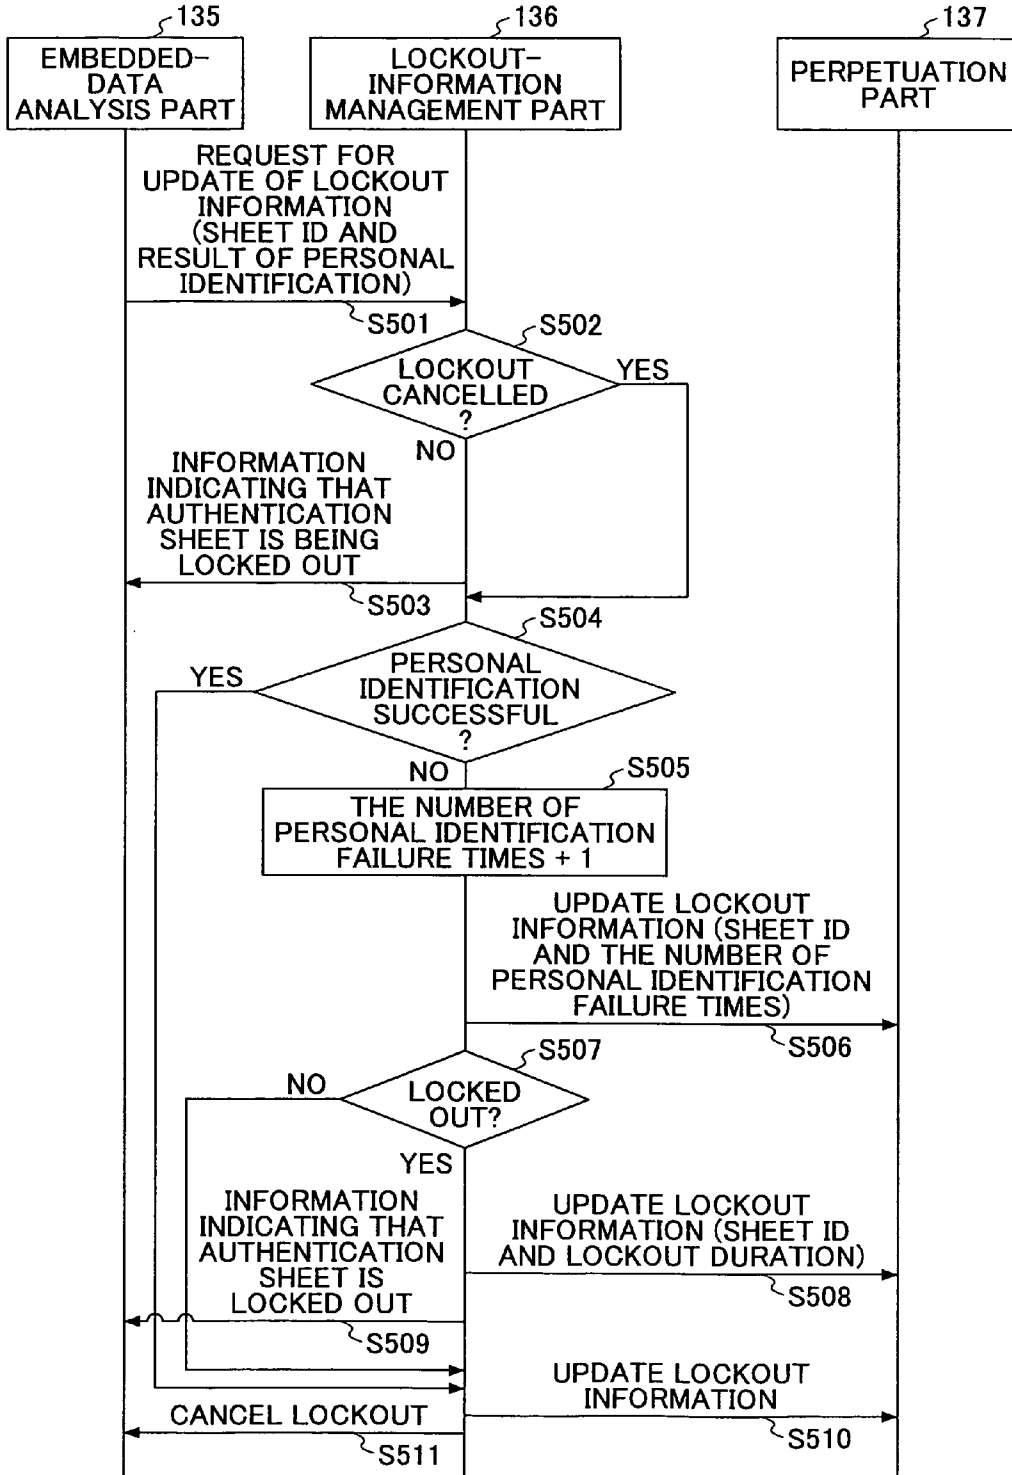 135
136
137
EMBEDDED-
DATA
ANALYSIS PART
LOCKOUT-
INFORMATION
MANAGEMENT PART
PERPETUATION
PART
REQUEST FOR
UPDATE OF LOCKOUT
INFORMATION
(SHEET ID AND
RESULT OF PERSONAL
IDENTIFICATION)
S501
S502
LOCKOUT
CANCELLED
?
YES
NO
INFORMATION
INDICATING THAT
AUTHENTICATION
SHEET IS BEING
LOCKED OUT
S503
S504
PERSONAL
IDENTIFICATION
SUCCESSFUL
?
YES
NO
S505
THE NUMBER OF
PERSONAL IDENTIFICATION
FAILURE TIMES + 1
UPDATE LOCKOUT
INFORMATION (SHEET ID
AND THE NUMBER OF
PERSONAL IDENTIFICATION
FAILURE TIMES)
S506
S507
LOCKED
OUT?
NO
YES
INFORMATION
INDICATING THAT
AUTHENTICATION
SHEET IS
LOCKED OUT
UPDATE LOCKOUT
INFORMATION (SHEET ID
AND LOCKOUT DURATION)
S508
S509
UPDATE LOCKOUT
INFORMATION
S510
CANCEL LOCKOUT
S511